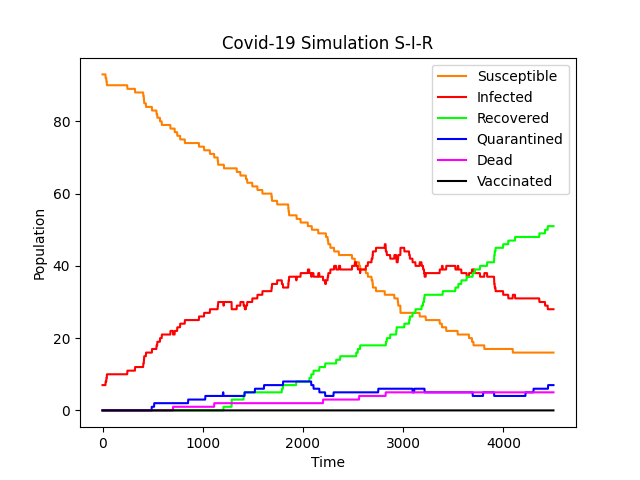 Covid-19 Simulation S-I-R
Susceptible
Infected
Recovered
Quarantined
Dead
Vaccinated
Population
80
60
40
20
0
0 1000 2000 3000 4000
Time